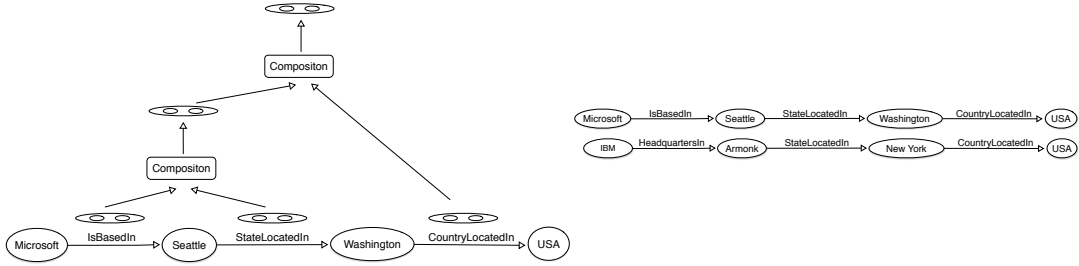 Compositon
Compositon
Microsoft IsBasedIn Seattle StateLocatedIn Washington CountryLocatedIn USA
Microsoft IsBasedIn Seattle StateLocatedIn Washington CountryLocatedIn USA
IBM HeadquartersIn Armonk StateLocatedIn New York CountryLocatedIn USA